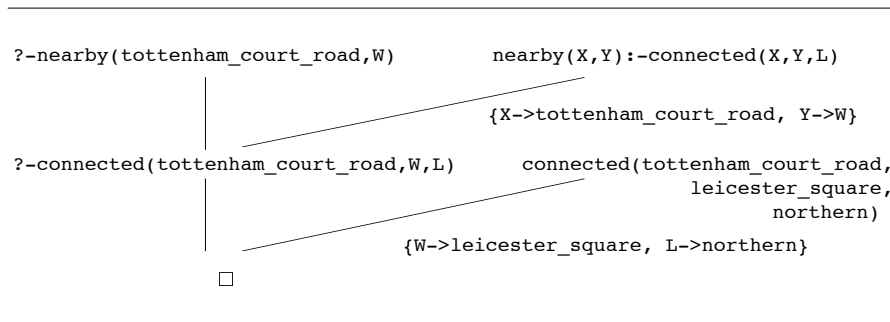 ?-nearby(tottenham_court_road,W) nearby(X,Y):-connected(X,Y,L)
{X->tottenham_court_road, Y->W}
?-connected(tottenham_court_road,W,L) connected(tottenham_court_road,
leicester_square,
northern)
{W->leicester_square, L->northern}